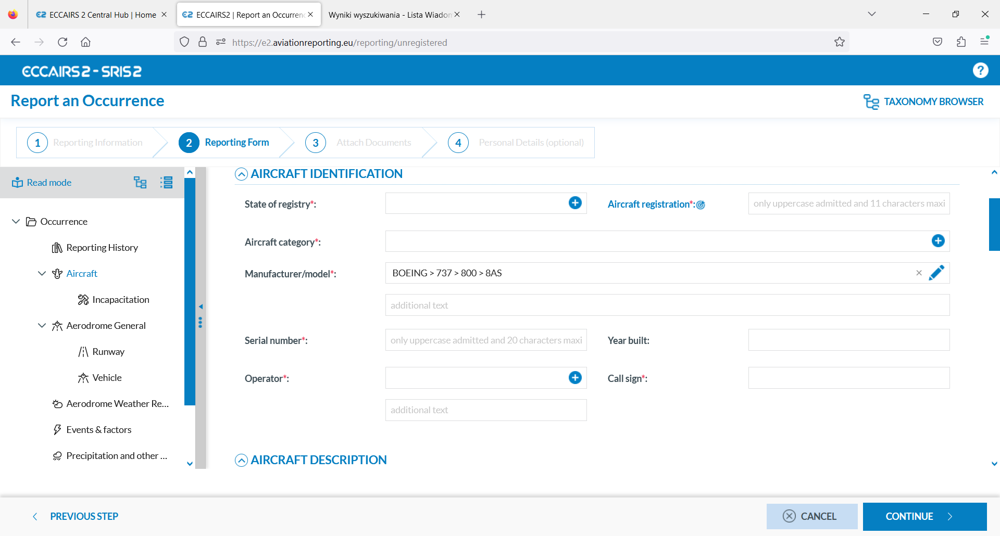 ECCAIRS 2 Central Hub | Home
ECCAIRS2 | Report an Occurrenc
Wyniki wyszukiwania - Lista Wiadom
https://e2.aviationreporting.eu/reporting/unregistered
ECCAIRS 2 - SRIS 2
?
Report an Occurrence
TAXONOMY BROWSER
1 Reporting Information
2 Reporting Form
3 Attach Documents
4 Personal Details (optional)
Read mode
Occurrence
Reporting History
Aircraft
Incapacitation
Aerodrome General
Runway
Vehicle
Aerodrome Weather Re...
Events & factors
Precipitation and other ...
AIRCRAFT IDENTIFICATION
State of registry*:
Aircraft registration*: only uppercase admitted and 11 characters maxi
Aircraft category*:
Manufacturer/model*: BOEING > 737 > 800 > 8AS
additional text
Serial number*: only uppercase admitted and 20 characters maxi
Year built:
Operator*:
Call sign*:
additional text
AIRCRAFT DESCRIPTION
PREVIOUS STEP
CANCEL
CONTINUE